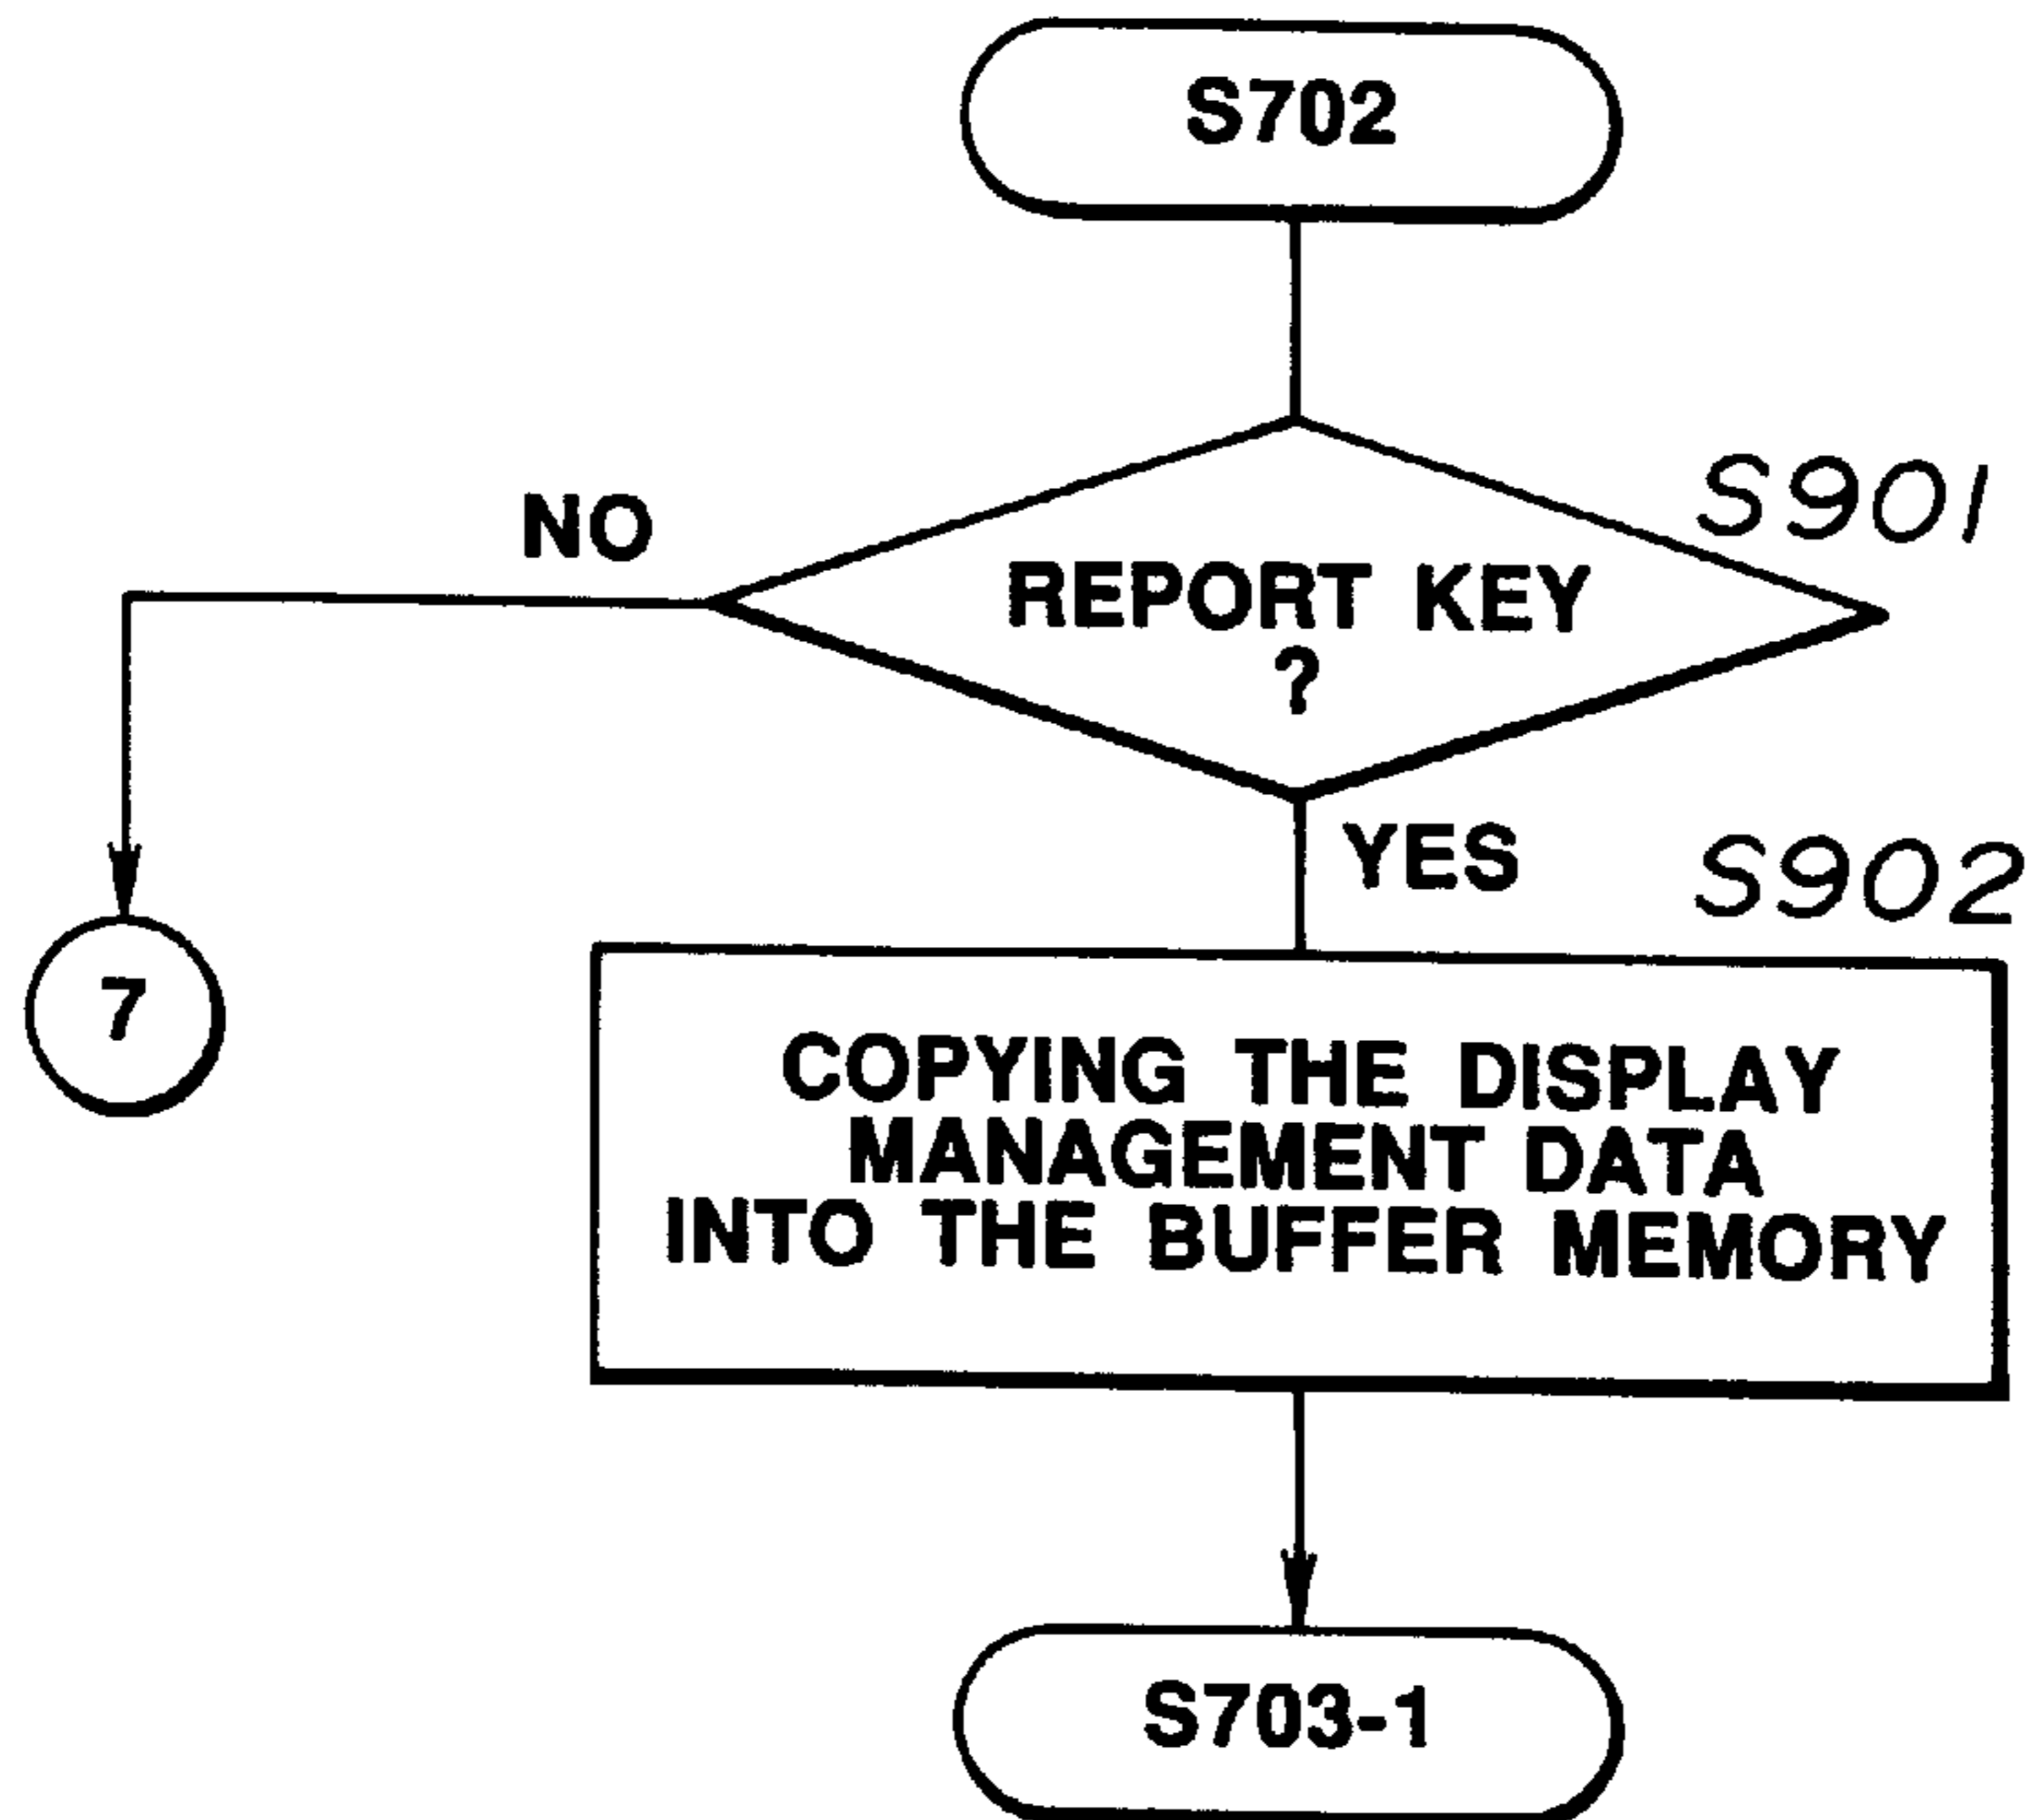 S702
S901
NO
REPORT KEY
?
YES
S902
7
COPYING THE DISPLAY
MANAGEMENT DATA
INTO THE BUFFER MEMORY
S703-1